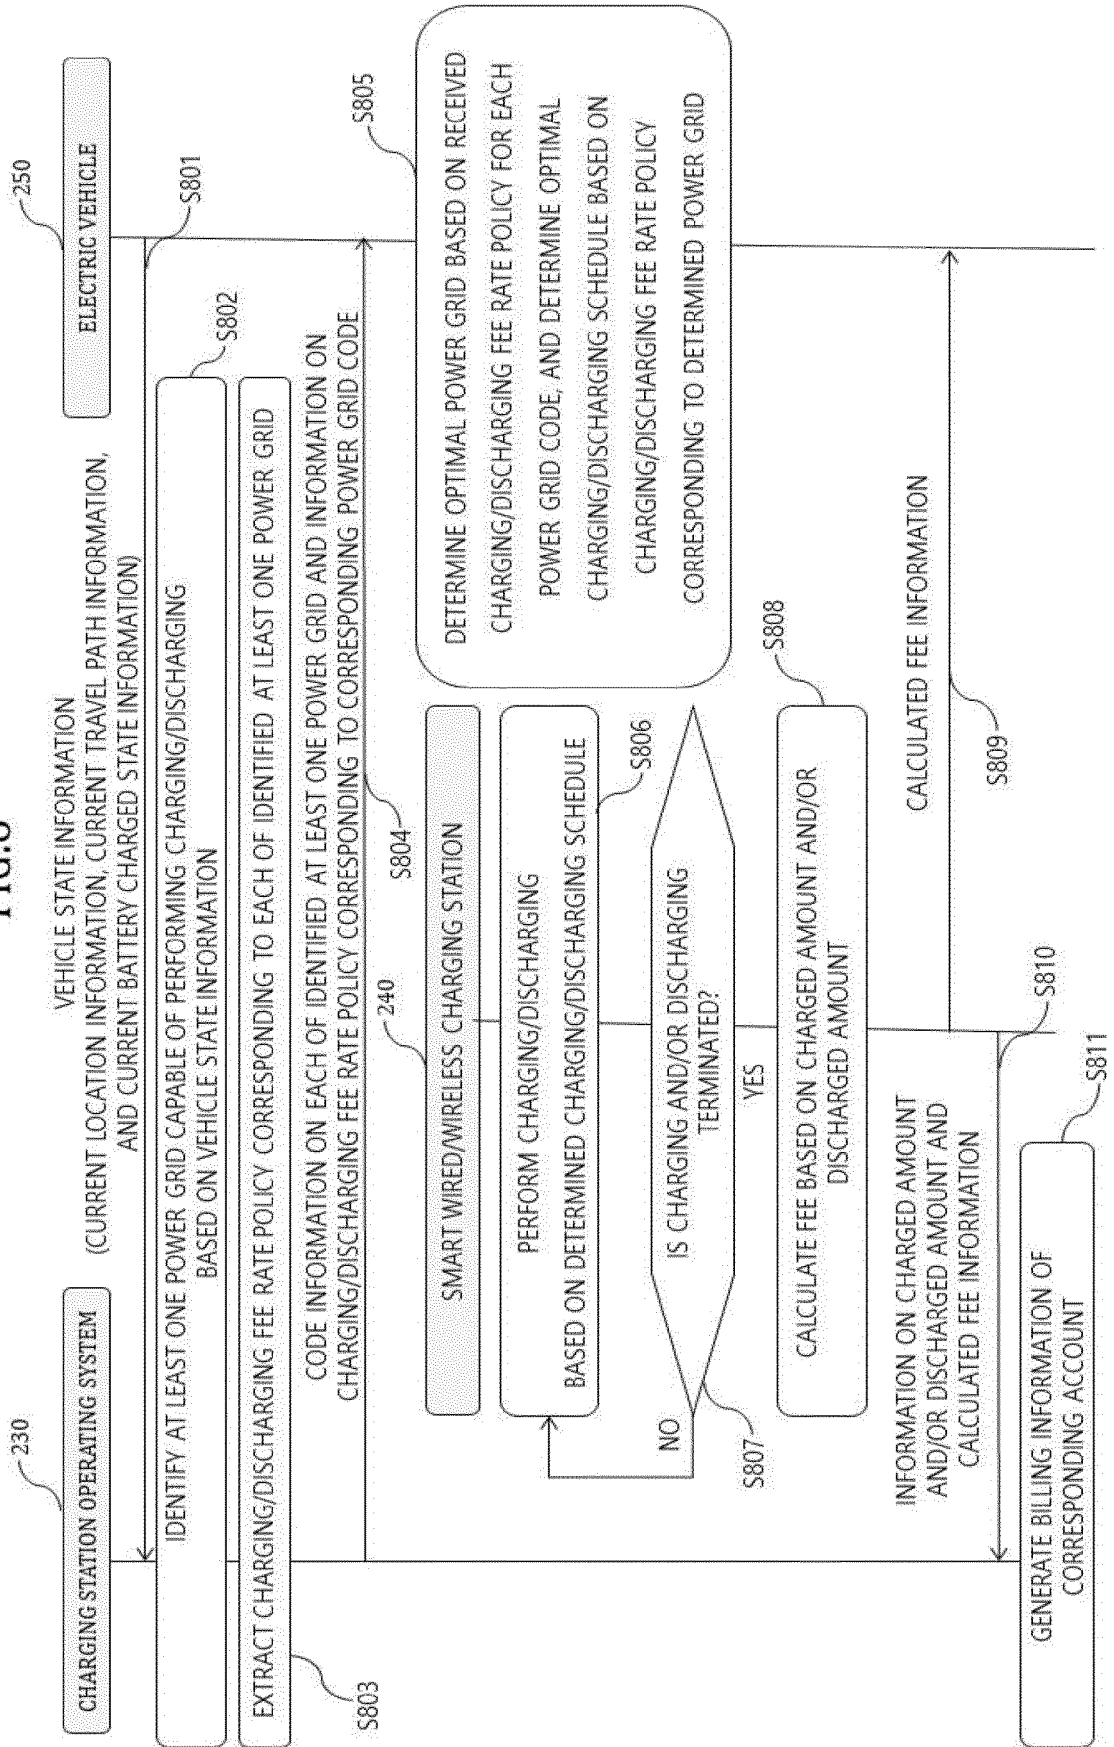 FIG.8
230
CHARGING STATION OPERATING SYSTEM
250
ELECTRIC VEHICLE
VEHICLE STATE INFORMATION
(CURRENT LOCATION INFORMATION, CURRENT TRAVEL PATH INFORMATION,
AND CURRENT BATTERY CHARGED STATE INFORMATION)
S801
IDENTIFY AT LEAST ONE POWER GRID CAPABLE OF PERFORMING CHARGING/DISCHARGING
BASED ON VEHICLE STATE INFORMATION
S802
EXTRACT CHARGING/DISCHARGING FEE RATE POLICY CORRESPONDING TO EACH OF IDENTIFIED AT LEAST ONE POWER GRID
S803
CODE INFORMATION ON EACH OF IDENTIFIED AT LEAST ONE POWER GRID AND INFORMATION ON
CHARGING/DISCHARGING FEE RATE POLICY CORRESPONDING TO CORRESPONDING POWER GRID CODE
S804
S805
DETERMINE OPTIMAL POWER GRID BASED ON RECEIVED
CHARGING/DISCHARGING FEE RATE POLICY FOR EACH
POWER GRID CODE, AND DETERMINE OPTIMAL
CHARGING/DISCHARGING SCHEDULE BASED ON
CHARGING/DISCHARGING FEE RATE POLICY
CORRESPONDING TO DETERMINED POWER GRID
240
SMART WIRED/WIRELESS CHARGING STATION
PERFORM CHARGING/DISCHARGING
BASED ON DETERMINED CHARGING/DISCHARGING SCHEDULE
S806
IS CHARGING AND/OR DISCHARGING
TERMINATED?
NO
S807
YES
S808
CALCULATE FEE BASED ON CHARGED AMOUNT AND/OR
DISCHARGED AMOUNT
CALCULATED FEE INFORMATION
S809
INFORMATION ON CHARGED AMOUNT
AND/OR DISCHARGED AMOUNT AND
CALCULATED FEE INFORMATION
S810
GENERATE BILLING INFORMATION OF
CORRESPONDING ACCOUNT
S811